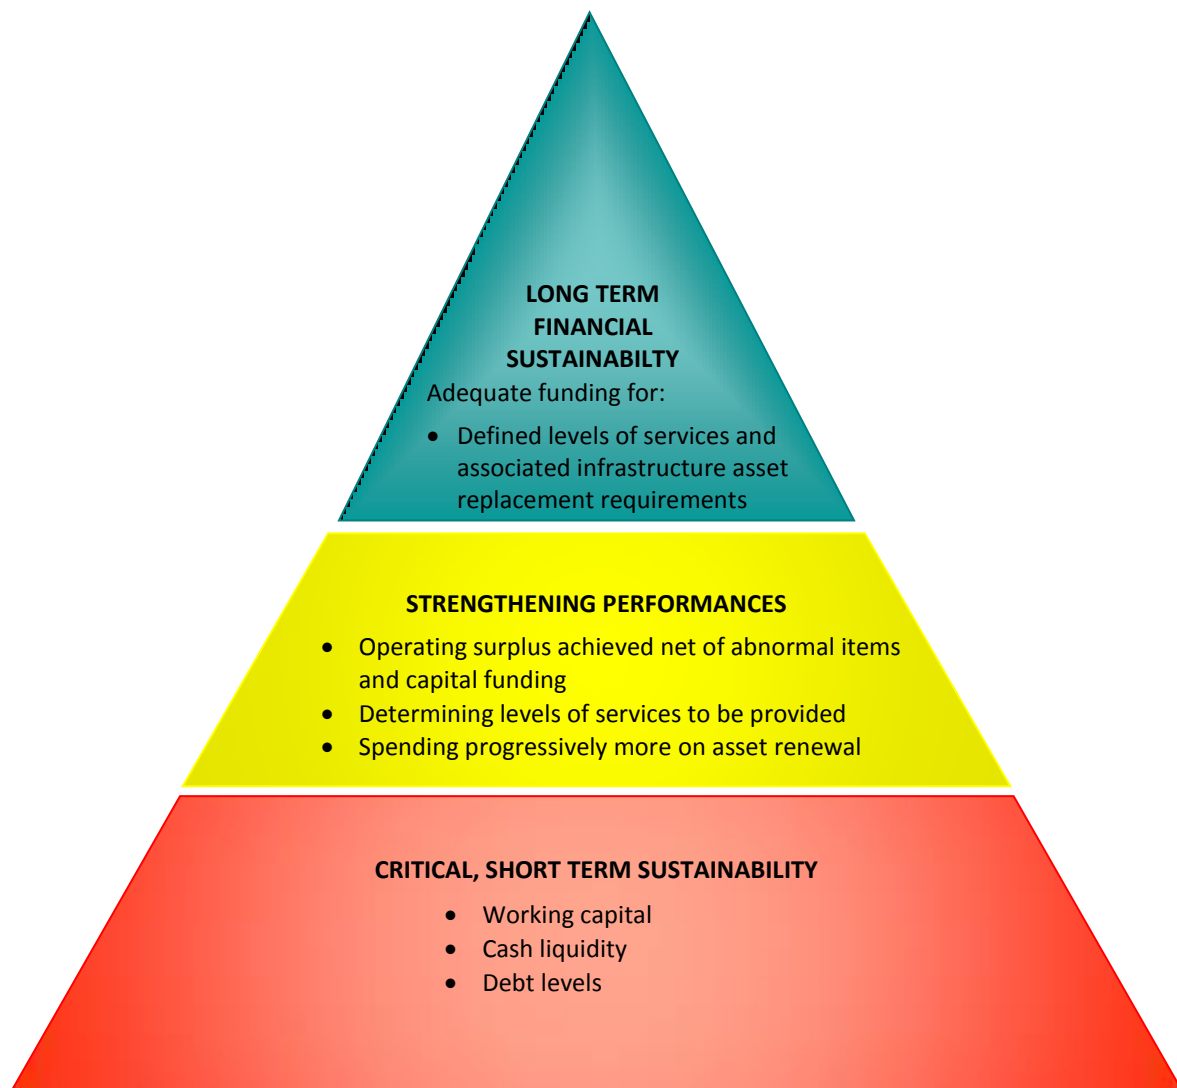 LONG TERM
FINANCIAL
SUSTAINABILTY
Adequate funding for:
• Defined levels of services and
associated infrastructure asset
replacement requirements
STRENGTHENING PERFORMANCES
• Operating surplus achieved net of abnormal items
and capital funding
• Determining levels of services to be provided
• Spending progressively more on asset renewal
CRITICAL, SHORT TERM SUSTAINABILITY
• Working capital
• Cash liquidity
• Debt levels